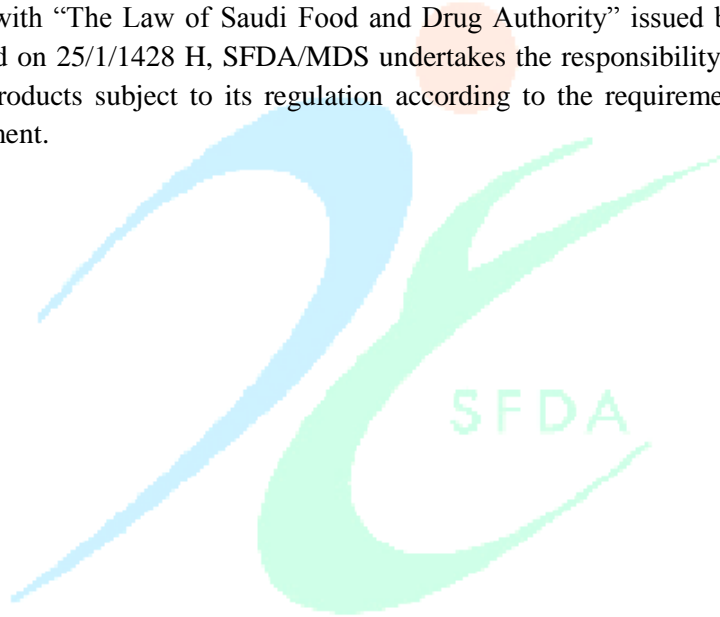 with “The Law of Saudi Food and Drug Authority” issued b
d on 25/1/1428 H, SFDA/MDS undertakes the responsibility
roducts subject to its regulation according to the requireme
nent.
SFDA